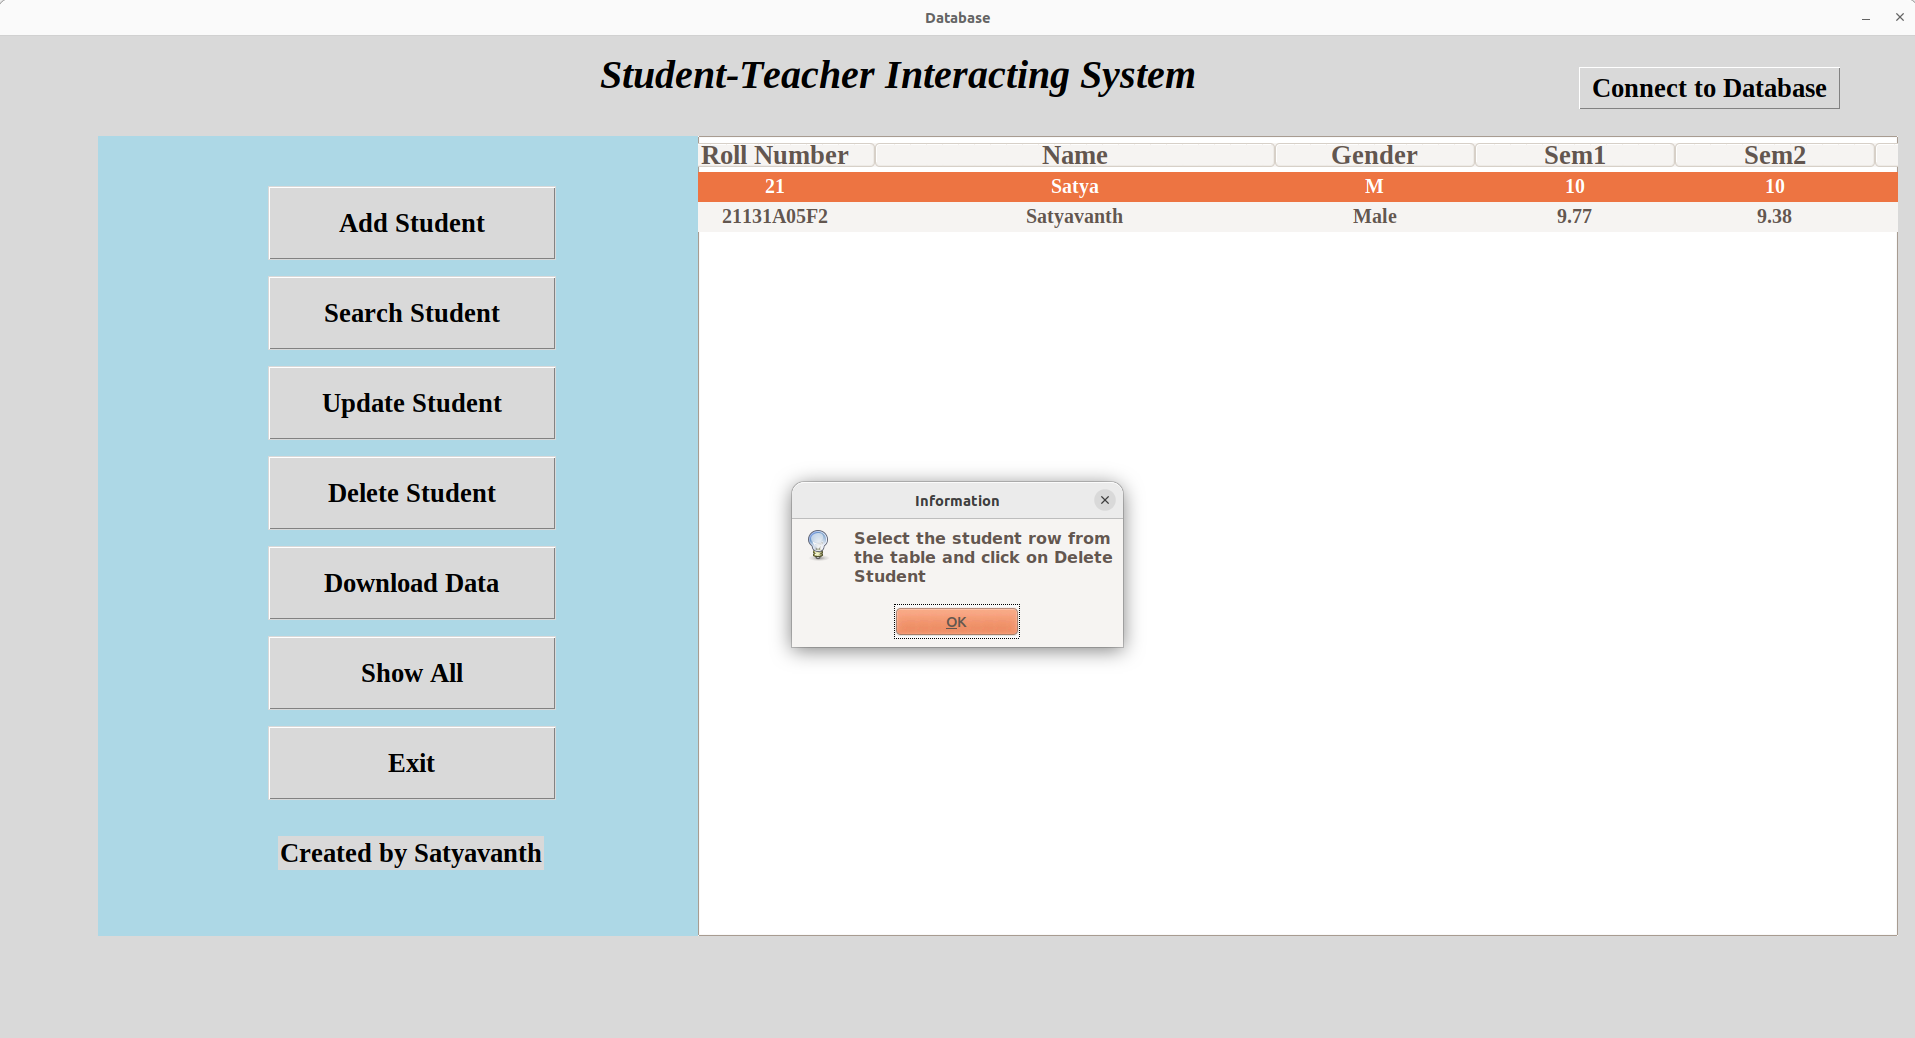 Database
Student-Teacher Interacting System
Connect to Database
Roll Number Name Gender Sem1 Sem2
21 Satya M 10 10
21131A05F2 Satyavanth Male 9.77 9.38
Add Student
Search Student
Update Student
Delete Student
Download Data
Show All
Exit
Created by Satyavanth
Information
Select the student row from
the table and click on Delete
Student
OK